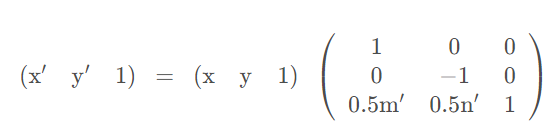 1 0 0
(x′ y′ 1) = (x y 1) 0 −1 0
0.5m′ 0.5n′ 1